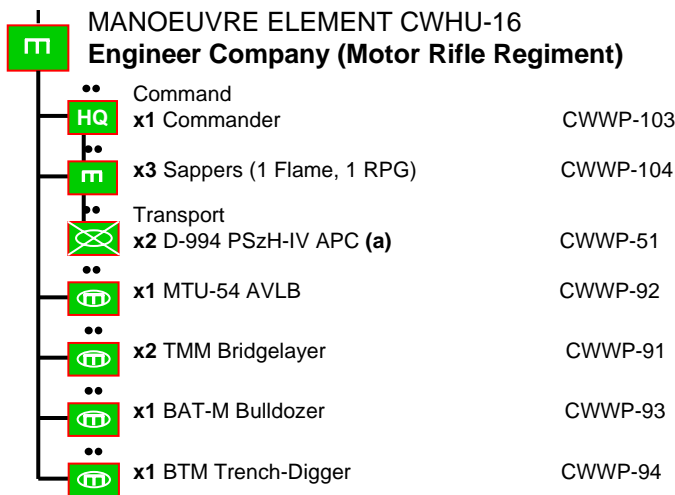 MANOEUVRE ELEMENT CWHU-16
Engineer Company (Motor Rifle Regiment)
Command
HQ x1 Commander CWWP-103
x3 Sappers (1 Flame, 1 RPG) CWWP-104
Transport
x2 D-994 PSzH-IV APC (a) CWWP-51
x1 MTU-54 AVLB CWWP-92
x2 TMM Bridgelayer CWWP-91
x1 BAT-M Bulldozer CWWP-93
x1 BTM Trench-Digger CWWP-94